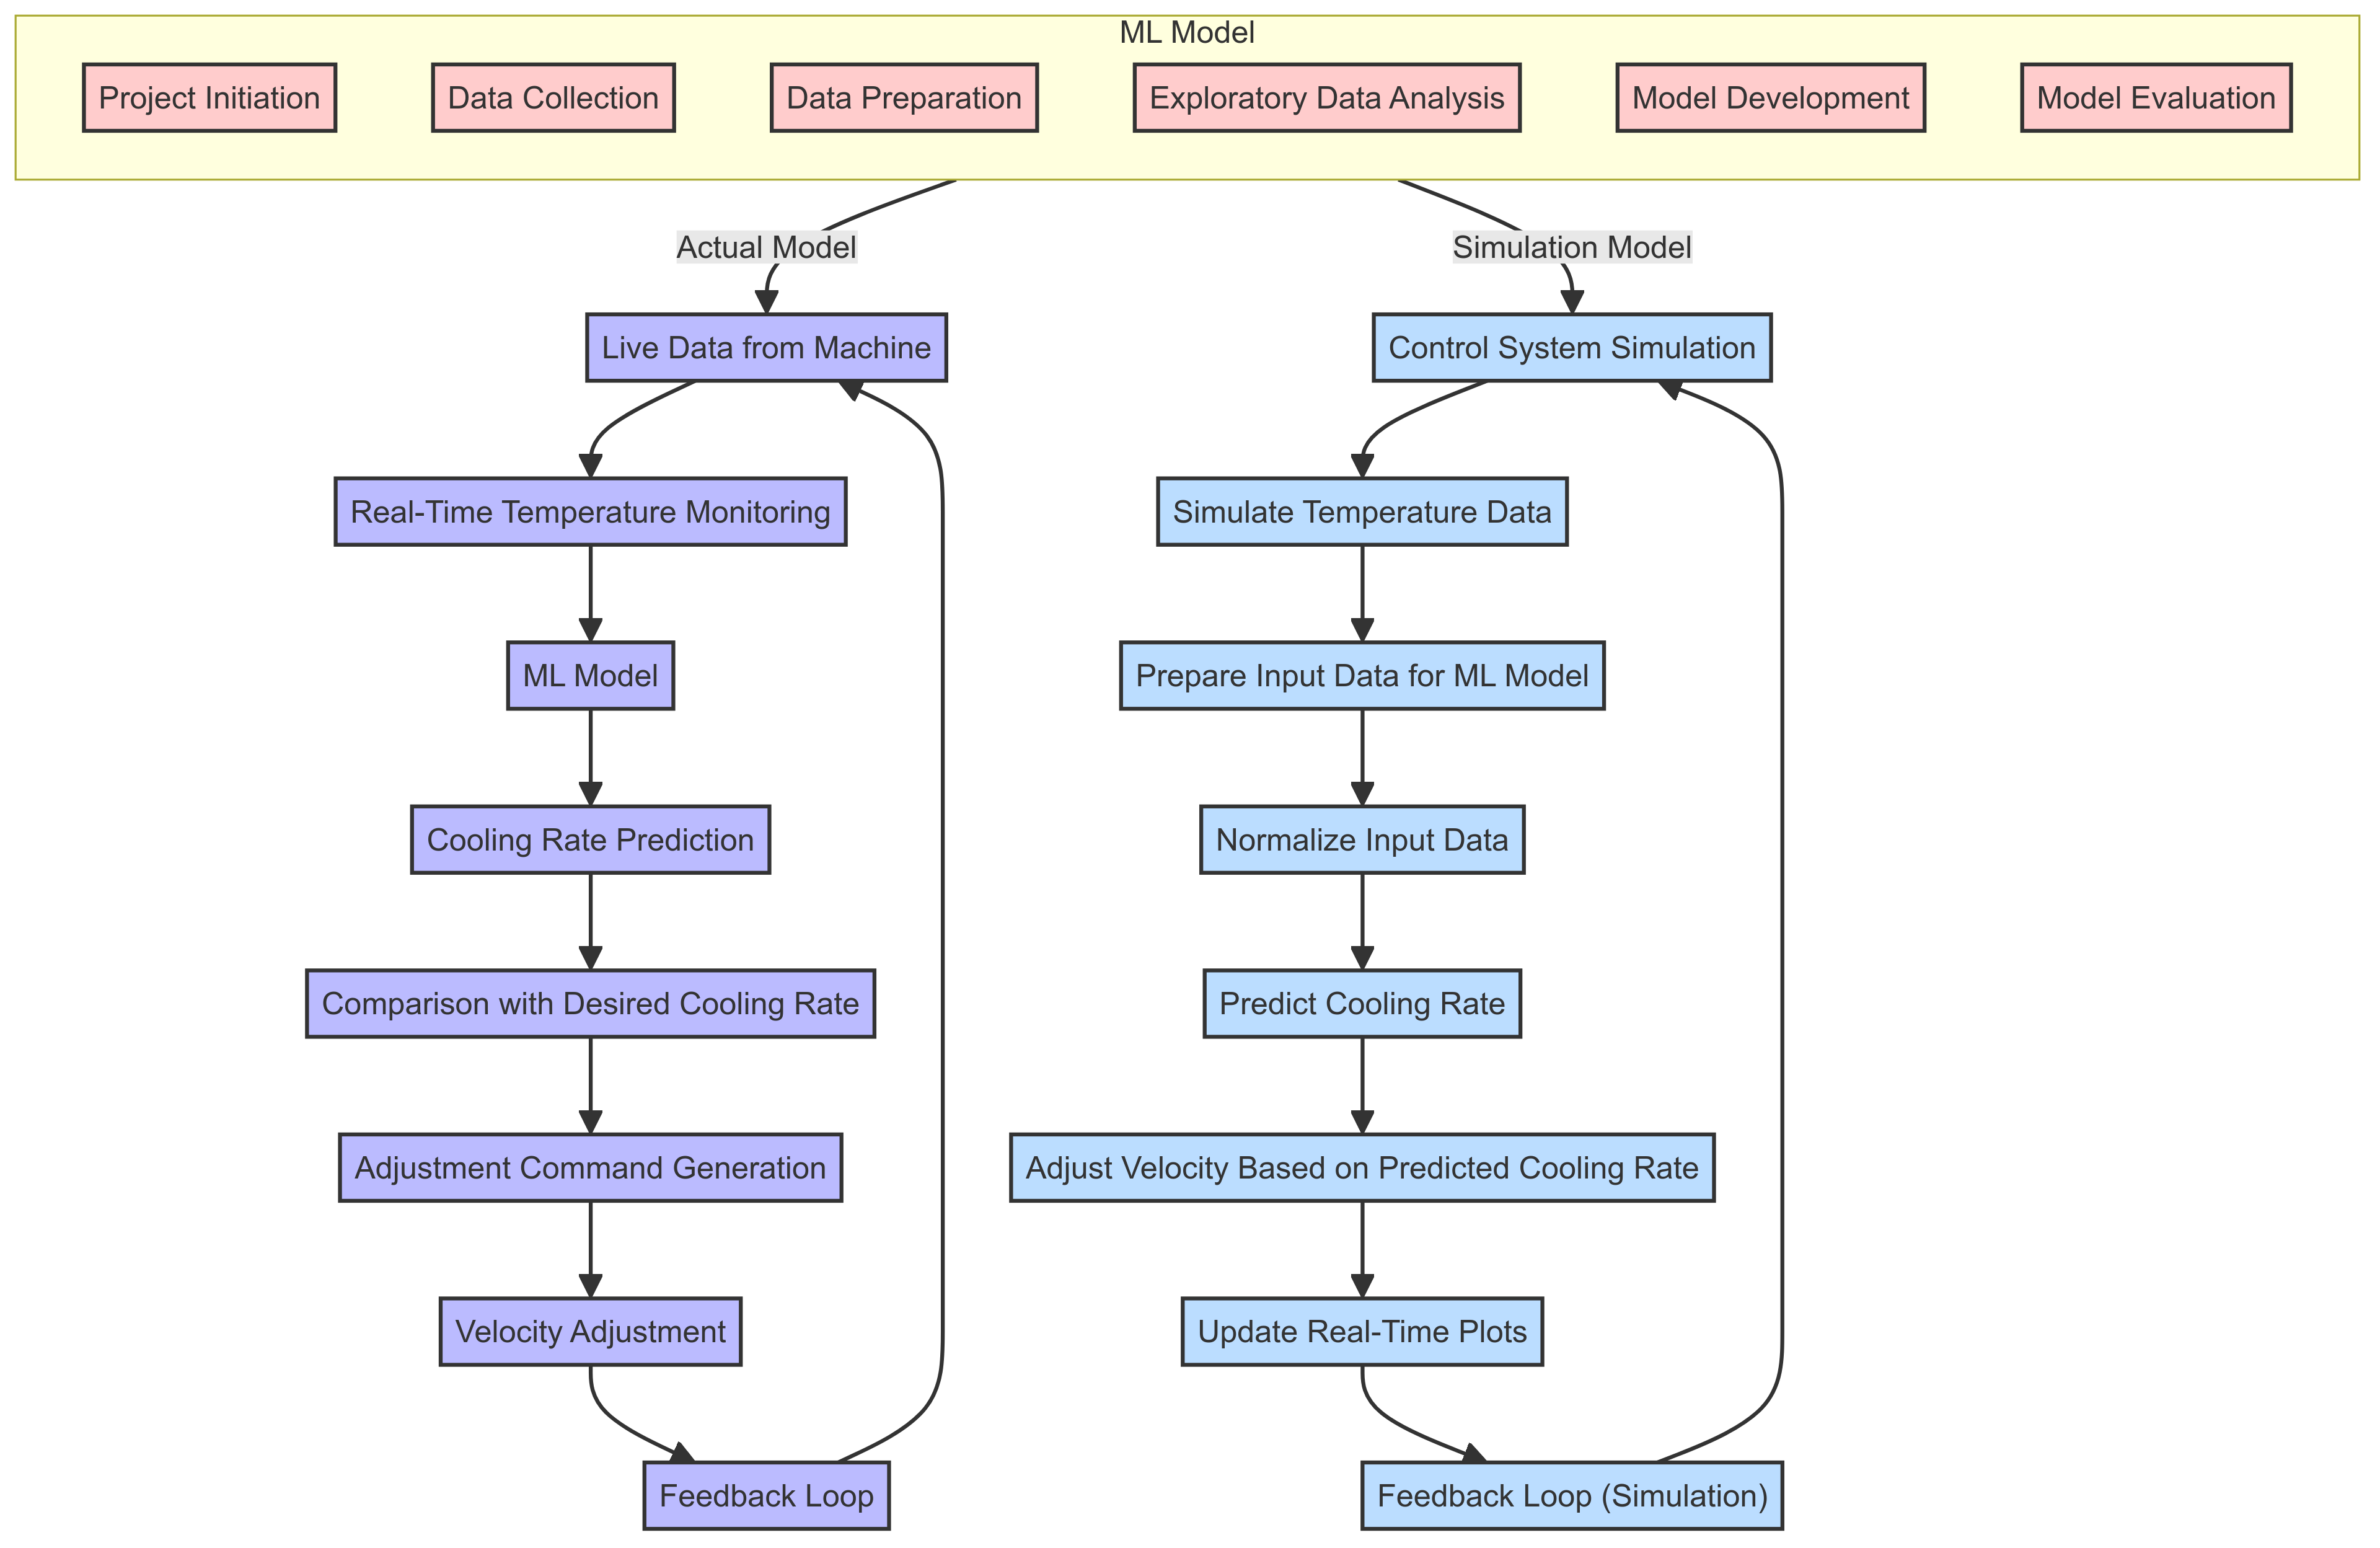 ML Model
Project Initiation
Data Collection
Data Preparation
Exploratory Data Analysis
Model Development
Model Evaluation
Actual Model
Simulation Model
Live Data from Machine
Control System Simulation
Real-Time Temperature Monitoring
Simulate Temperature Data
ML Model
Prepare Input Data for ML Model
Cooling Rate Prediction
Normalize Input Data
Comparison with Desired Cooling Rate
Predict Cooling Rate
Adjustment Command Generation
Adjust Velocity Based on Predicted Cooling Rate
Velocity Adjustment
Update Real-Time Plots
Feedback Loop
Feedback Loop (Simulation)